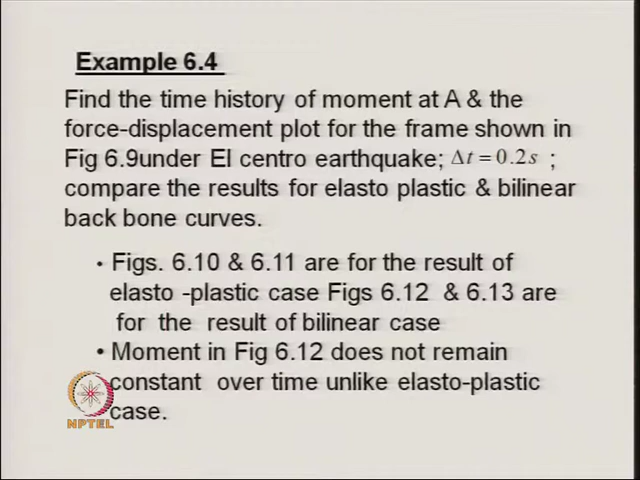 Example 6.4
Find the time history of moment at A & the
force-displacement plot for the frame shown in
Fig 6.9under El centro earthquake; Δt = 0.2s ;
compare the results for elasto plastic & bilinear
back bone curves.
• Figs. 6.10 & 6.11 are for the result of
elasto -plastic case Figs 6.12 & 6.13 are
for the result of bilinear case
• Moment in Fig 6.12 does not remain
constant over time unlike elasto-plastic
case.
NPTEL